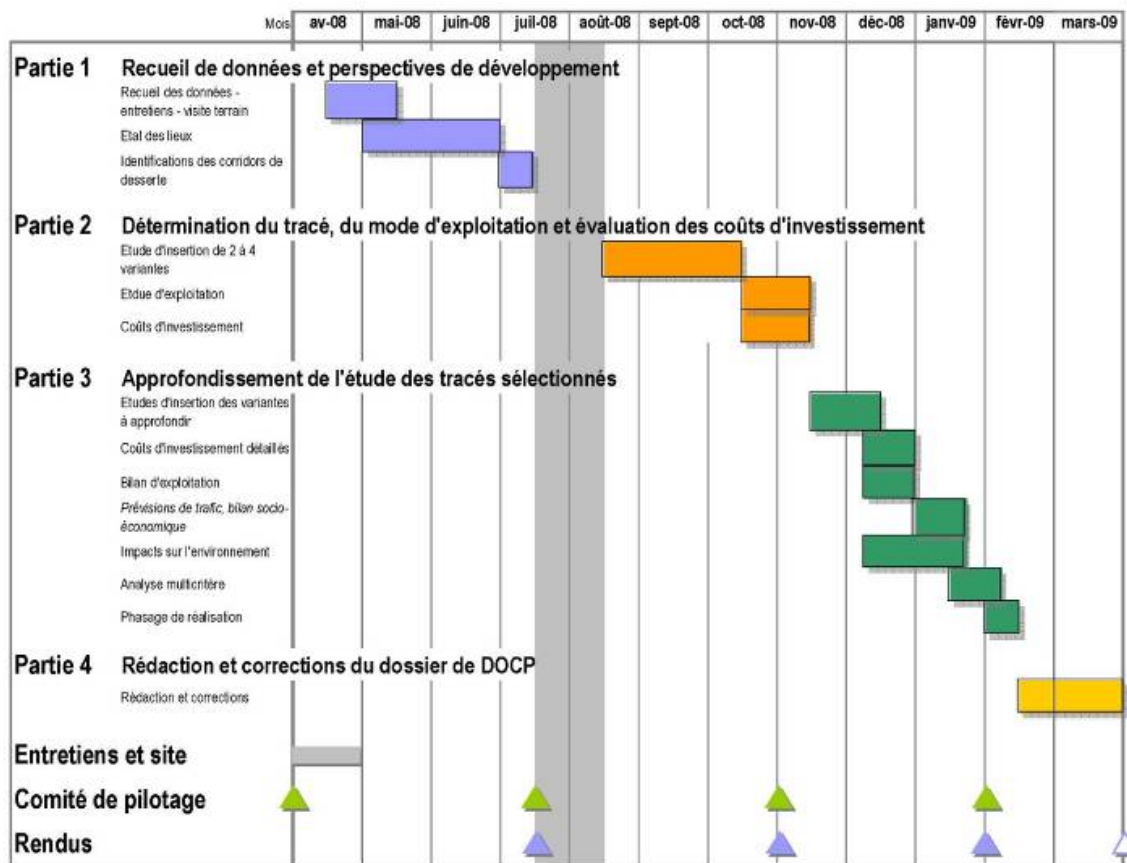 Mois av-08 mai-08 juin-08 juil-08 août-08 sept-08 oct-08 nov-08 déc-08 janv-09 févr-09 mars-09
Partie 1 Recueil de données et perspectives de développement
Recueil des données -
entretiens - visite terrain
Etat des lieux
Identifications des corridors de
desserte
Partie 2 Détermination du tracé, du mode d'exploitation et évaluation des coûts d'investissement
Etude d'insertion de 2 à 4
variantes
Etdue d'exploitation
Coûts d'investissement
Partie 3 Approfondissement de l'étude des tracés sélectionnés
Etudes d'insertion des variantes
à approfondir
Coûts d'investissement détaillés
Bilan d'exploitation
Prévisions de trafic, bilan socio-
économique
Impacts sur l'environnement
Analyse multicritère
Phasage de réalisation
Partie 4 Rédaction et corrections du dossier de DOCP
Rédaction et corrections
Entretiens et site
Comité de pilotage
Rendus